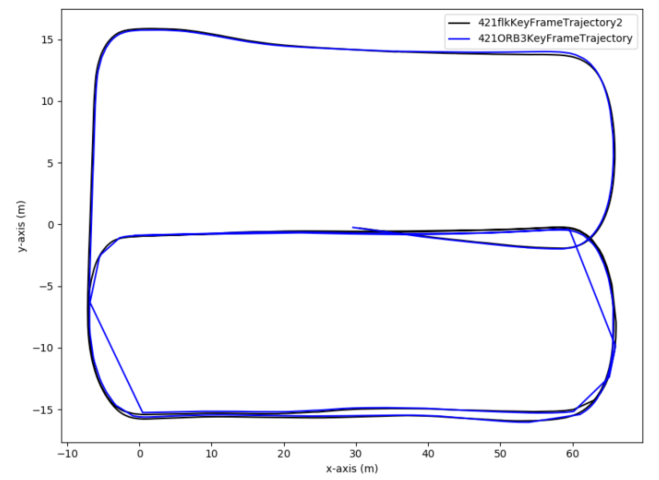 421flkKeyFrameTrajectory2
421ORB3KeyFrameTrajectory
15
10
5
0
−5
−10
−15
y-axis (m)
−10 0 10 20 30 40 50 60
x-axis (m)